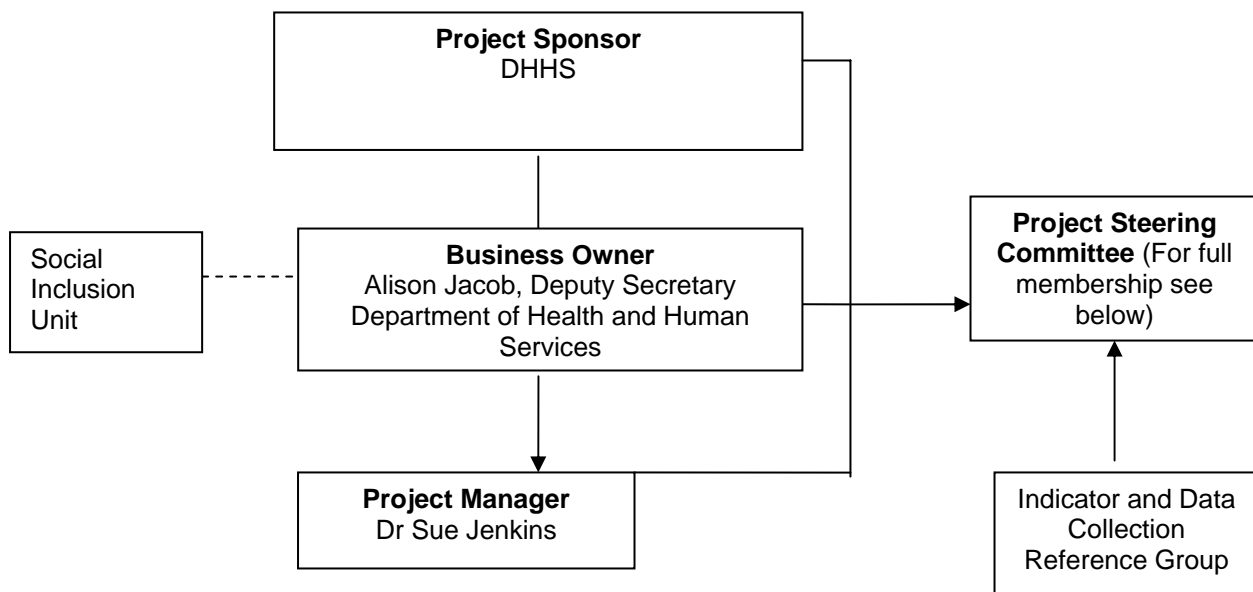 Project Sponsor
DHHS
Social
Inclusion
Unit
Business Owner
Alison Jacob, Deputy Secretary
Department of Health and Human
Services
Project Steering
Committee (For full
membership see
below)
Project Manager
Dr Sue Jenkins
Indicator and Data
Collection
Reference Group